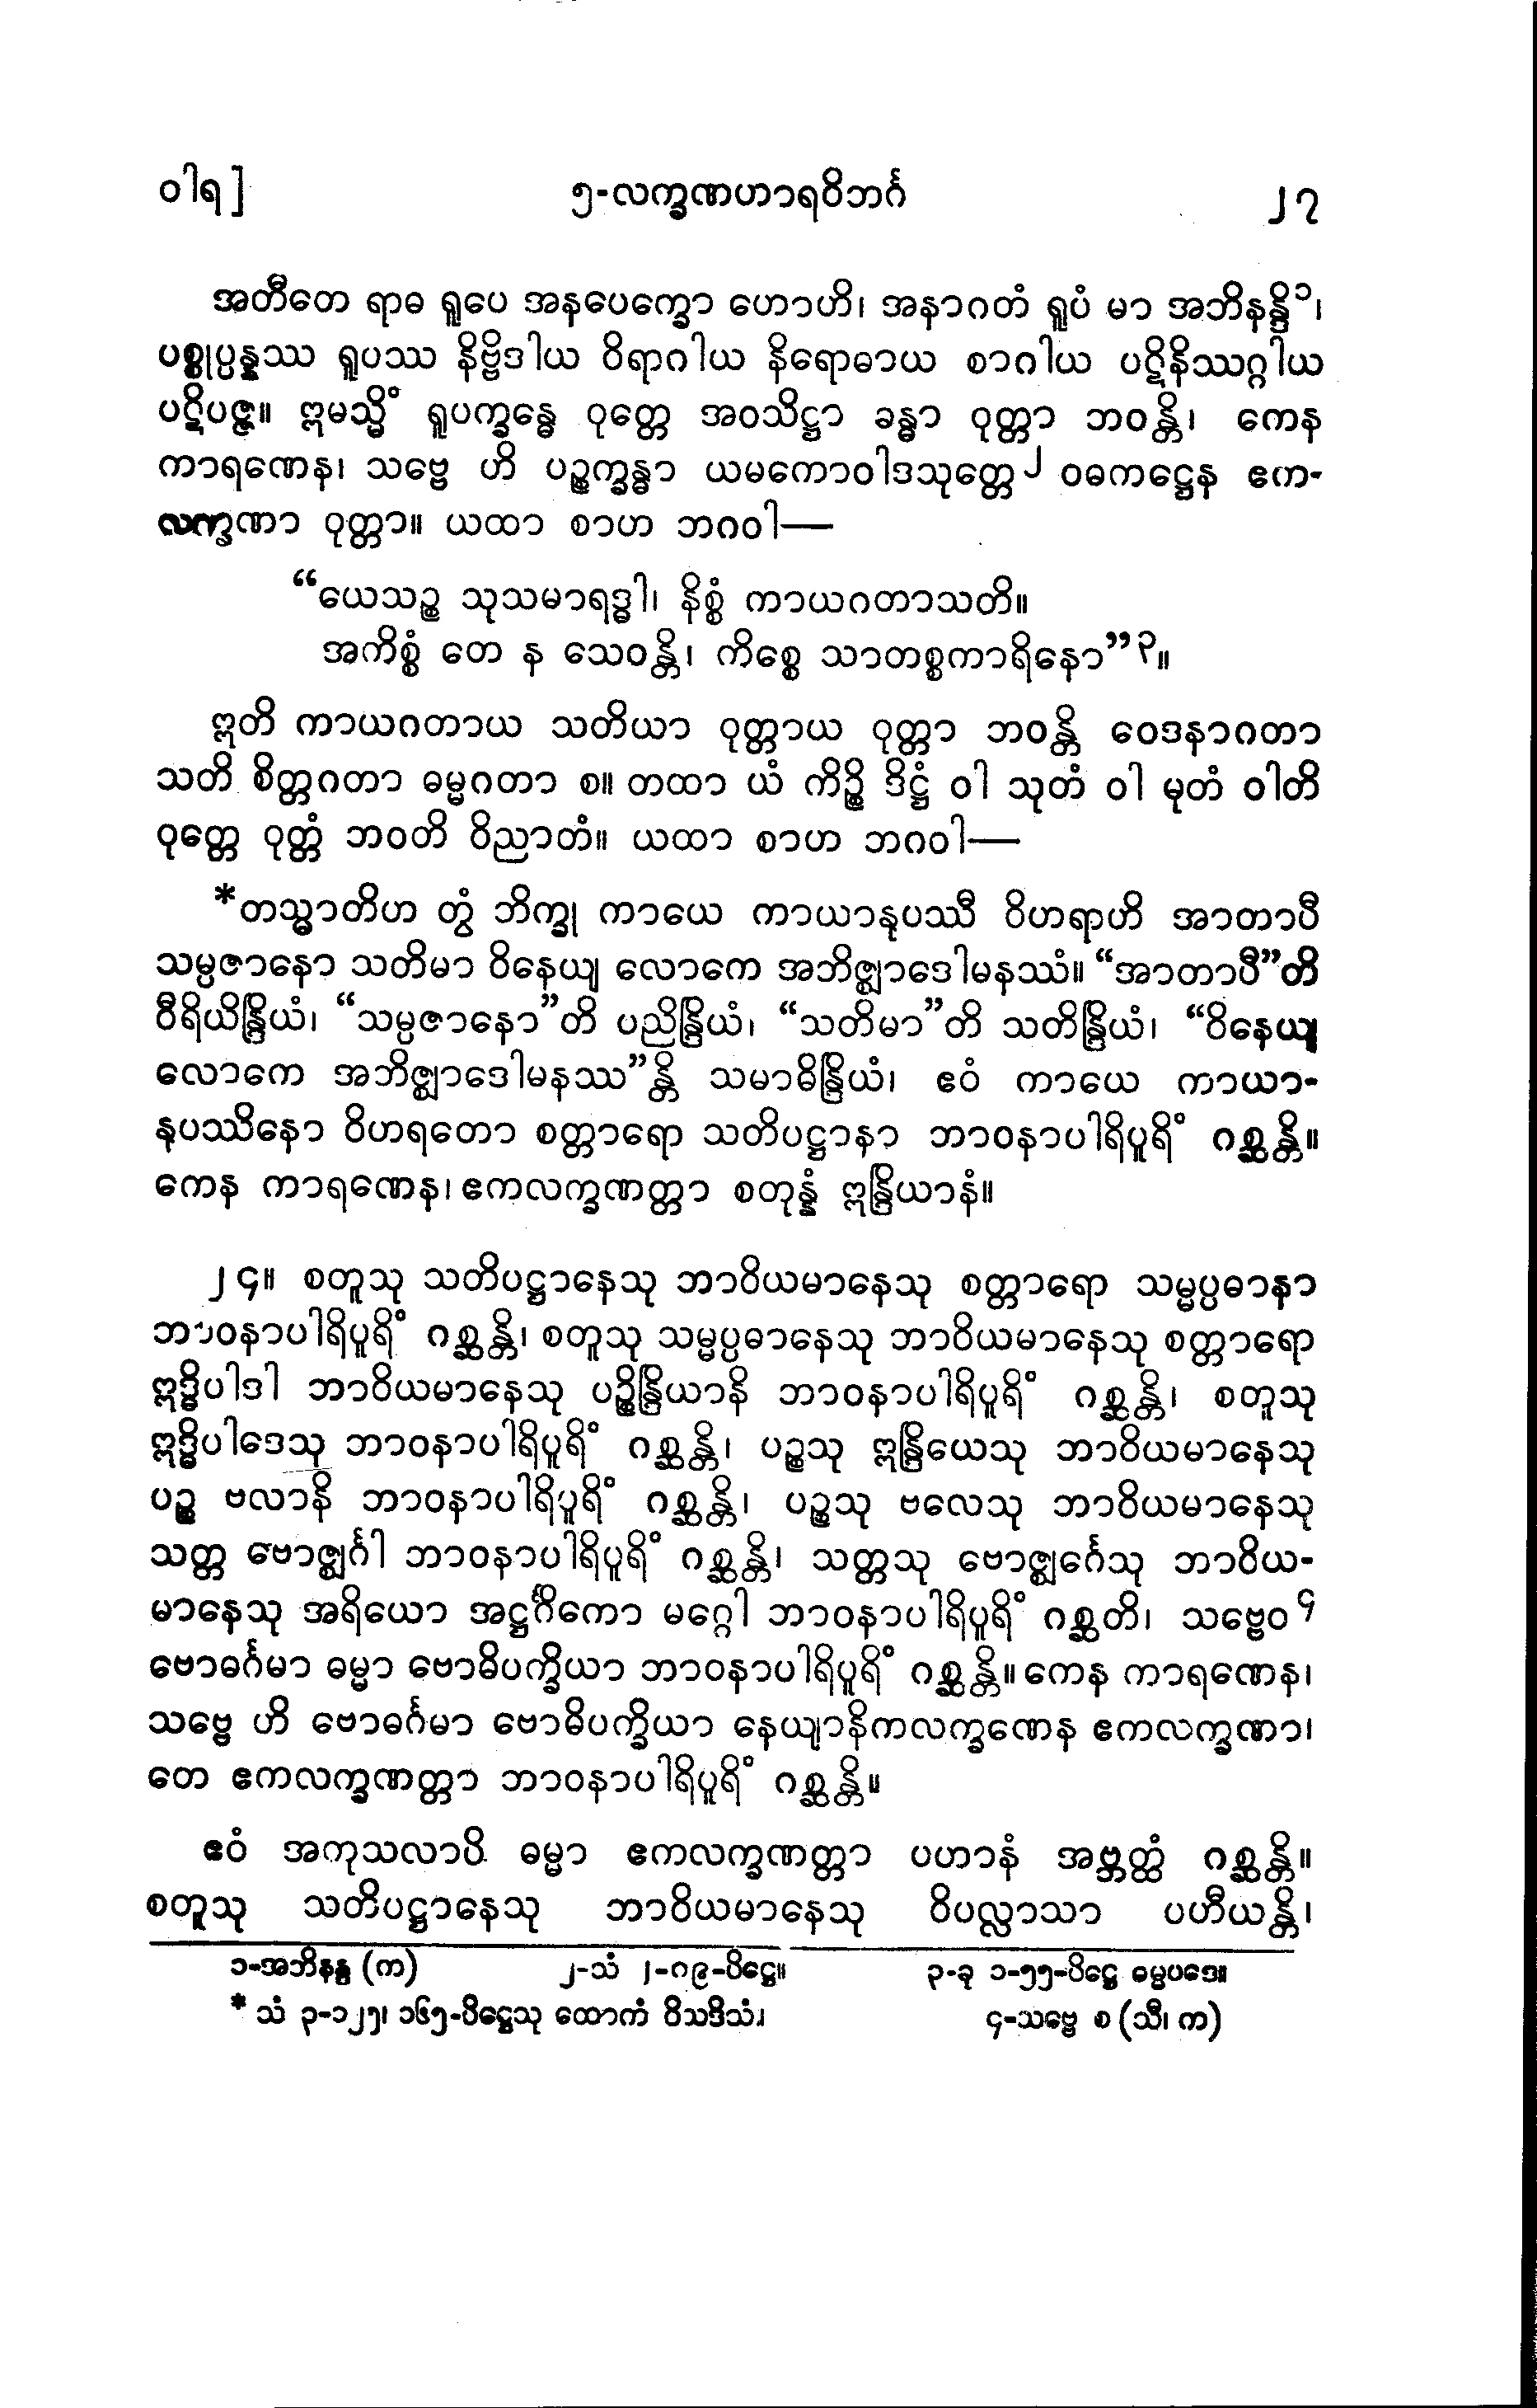 ဝါရ]	၅-လက္ခဏဟာရဝိဘင်္ဂ	၂၇
အတီတေ ရာဓ ရူပေ အနပေက္ခော ဟောဟိ၊ အနာဂတံ ရူပံ မာ အဘိနန္ဒိ၁၊
ပစ္စုပ္ပန္နဿ ရူပဿ နိဗ္ဗိဒါယ ဝိရာဂါယ နိရောဓာယ စာဂါယ ပဋိနိဿဂ္ဂါယ
ပဋိပဇ္ဇ။ ဣမသ္မိံ ရူပက္ခန္ဓေ ဝုတ္တေ အဝသိဋ္ဌာ ခန္ဓာ ဝုတ္တာ ဘဝန္တိ၊ ကေန
ကာရဏေန၊ သဗ္ဗေ ဟိ ပဉ္စက္ခန္ဓာ ယမကောဝါဒသုတ္တေ၂ ဝဓကဋ္ဌေန ဧက-
လက္ခဏာ ဝုတ္တာ။ ယထာ စာဟ ဘဂဝါ—
“ယေသဉ္စ သုသမာရဒ္ဓါ၊ နိစ္စံ ကာယဂတာသတိ။
အကိစ္စံ တေ န သေဝန္တိ၊ ကိစ္စေ သာတစ္စကာရိနော”၃။
ဣတိ ကာယဂတာယ သတိယာ ဝုတ္တာယ ဝုတ္တာ ဘဝန္တိ ဝေဒနာဂတာ
သတိ စိတ္တဂတာ ဓမ္မဂတာ စ။ တထာ ယံ ကိဉ္စိ ဒိဋ္ဌံ ဝါ သုတံ ဝါ မုတံ ဝါတိ
ဝုတ္တေ ဝုတ္တံ ဘဝတိ ဝိညာတံ။ ယထာ စာဟ ဘဂဝါ—
*တသ္မာတိဟ တွံ ဘိက္ခု ကာယေ ကာယာနုပဿီ ဝိဟရာဟိ အာတာပီ
သမ္ပဇာနော သတိမာ ဝိနေယျ လောကေ အဘိဇ္ဈာဒေါမနဿံ။ “အာတာပီ”တိ
ဝီရိယိန္ဒြိယံ၊ “သမ္ပဇာနော”တိ ပညိန္ဒြိယံ၊ “သတိမာ”တိ သတိန္ဒြိယံ၊ “ဝိနေယျ
လောကေ အဘိဇ္ဈာဒေါမနဿ”န္တိ သမာဓိန္ဒြိယံ၊ ဧဝံ ကာယေ ကာယာ-
နုပဿိနော ဝိဟရတော စတ္တာရော သတိပဋ္ဌာနာ ဘာဝနာပါရိပူရိံ ဂစ္ဆန္တိ။
ကေန ကာရဏေန၊ ဧကလက္ခဏတ္တာ စတုန္နံ ဣန္ဒြိယာနံ။
၂၄။ စတူသု သတိပဋ္ဌာနေသု ဘာဝိယမာနေသု စတ္တာရော သမ္မပ္ပဓာနာ
ဘာဝနာပါရိပူရိံ ဂစ္ဆန္တိ၊ စတူသု သမ္မပ္ပဓာနေသု ဘာဝိယမာနေသု စတ္တာရော
ဣဒ္ဓိပါဒါ ဘာဝိယမာနေသု ပဉ္စိန္ဒြိယာနိ ဘာဝနာပါရိပူရိံ ဂစ္ဆန္တိ၊ စတူသု
ဣဒ္ဓိပါဒေသု ဘာဝနာပါရိပူရိံ ဂစ္ဆန္တိ၊ ပဉ္စသု ဣန္ဒြိယေသု ဘာဝိယမာနေသု
ပဉ္စ ဗလာနိ ဘာဝနာပါရိပူရိံ ဂစ္ဆန္တိ၊ ပဉ္စသု ဗလေသု ဘာဝိယမာနေသု
သတ္တ ဗောဇ္ဈင်္ဂါ ဘာဝနာပါရိပူရိံ ဂစ္ဆန္တိ၊ သတ္တသု ဗောဇ္ဈင်္ဂေသု ဘာဝိယ-
မာနေသု အရိယော အဋ္ဌင်္ဂိကော မဂ္ဂေါ ဘာဝနာပါရိပူရိံ ဂစ္ဆတိ၊ သဗ္ဗေဝ၄
ဗောဓင်္ဂမာ ဓမ္မာ ဗောဓိပက္ခိယာ ဘာဝနာပါရိပူရိံ ဂစ္ဆန္တိ။ ကေန ကာရဏေန၊
သဗ္ဗေ ဟိ ဗောဓင်္ဂမာ ဗောဓိပက္ခိယာ နေယျာနိကလက္ခဏေန ဧကလက္ခဏာ၊
တေ ဧကလက္ခဏတ္တာ ဘာဝနာပါရိပူရိံ ဂစ္ဆန္တိ။
ဧဝံ အကုသလာပိ ဓမ္မာ ဧကလက္ခဏတ္တာ ပဟာနံ အဗ္ဘတ္ထံ ဂစ္ဆန္တိ။
စတူသု သတိပဋ္ဌာနေသု ဘာဝိယမာနေသု ဝိပလ္လာသာ ပဟီယန္တိ၊
၁-အဘိနန္ဒ (က)	၂-သံ ၂-၈၉-ပိဋ္ဌေ။	၃-ခု ၁-၅၅-ပိဋ္ဌေ ဓမ္မပဒေ။
* သံ ၃-၁၂၅၊ ၁၆၅-ပိဋ္ဌေသု ထောကံ ဝိသဒိသံ၊	၄-သဗ္ဗေ စ (သီ၊ က)